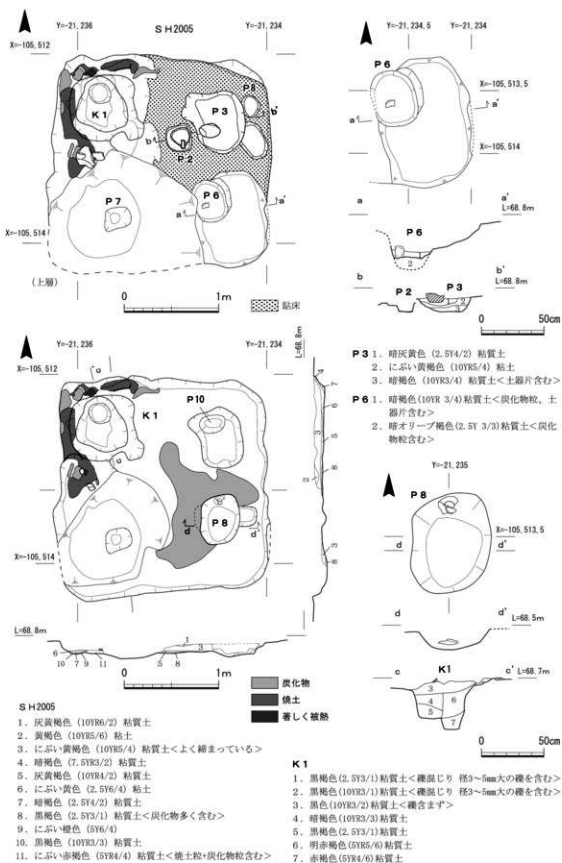 Y=-21,236
SH2005
Y=-21,234
X=-105,512
K1
P8
P3
b'
b
P2
P7
P6
a
a'
X=-105,514
(上層)
0
1m
貼床
Y=-21,234,5
Y=-21,234
P6
X=-105,513,5
a
a'
X=-105,514
a
a'
L=68.8m
P6
2
b
b'
L=68.8m
P2
P3
0
50cm
P3 1. 暗灰黄色 (2.5Y4/2) 粘質土
2. にぶい黄褐色 (10YR5/4) 粘土
3. 暗褐色 (10YR3/4) 粘質土<土器片含む>
P6 1. 暗褐色(10YR 3/4)粘質土<炭化物粒、土
器片含む>
2. 暗オリーブ褐色(2.5Y 3/3)粘質土<炭化
物粒含む>
Y=-21,236
Y=-21,234
L=68.8m
X=-105,512
c
K1
P10
c'
P8
d
d'
X=-105,514
L=68.8m
0
1m
炭化物
焼土
著しく被熱
Y=-21,235
P8
X=-105,513,5
d
d'
d
d'
L=68.5m
c
K1
c'
L=68.7m
3
6
4
5
7
0
50cm
SH2005
1. 灰黄褐色 (10YR6/2) 粘質土
2. 黄褐色 (10YR5/6) 粘土
3. にぶい黄褐色 (10YR5/4) 粘質土<よく締まっている>
4. 暗褐色 (7.5YR3/2) 粘質土
5. 灰黄褐色 (10YR4/2) 粘質土
6. にぶい黄色 (2.5Y6/4) 粘土
7. 暗褐色 (2.5Y4/2) 粘質土
8. 黒褐色 (2.5Y3/1) 粘質土<炭化物多く含む>
9. にぶい橙色 (5Y6/4)
10. 黒褐色 (10YR3/3) 粘質土
11. にぶい赤褐色 (5YR4/4) 粘質土<焼土粒+炭化物粒含む>
K1
1. 黒褐色(2.5Y3/1)粘質土<礫混じり 径3～5㎜大の礫を含む>
2. 黒褐色(10YR3/1)粘質土<礫混じり 径3～5㎜大の礫を含む>
3. 黒色(10YR3/2)粘質土<礫含まず>
4. 暗褐色(10YR3/3)粘質土
5. 黒褐色(2.5Y3/1)粘質土
6. 明赤褐色(5YR5/6)粘質土
7. 赤褐色(5YR4/6)粘質土